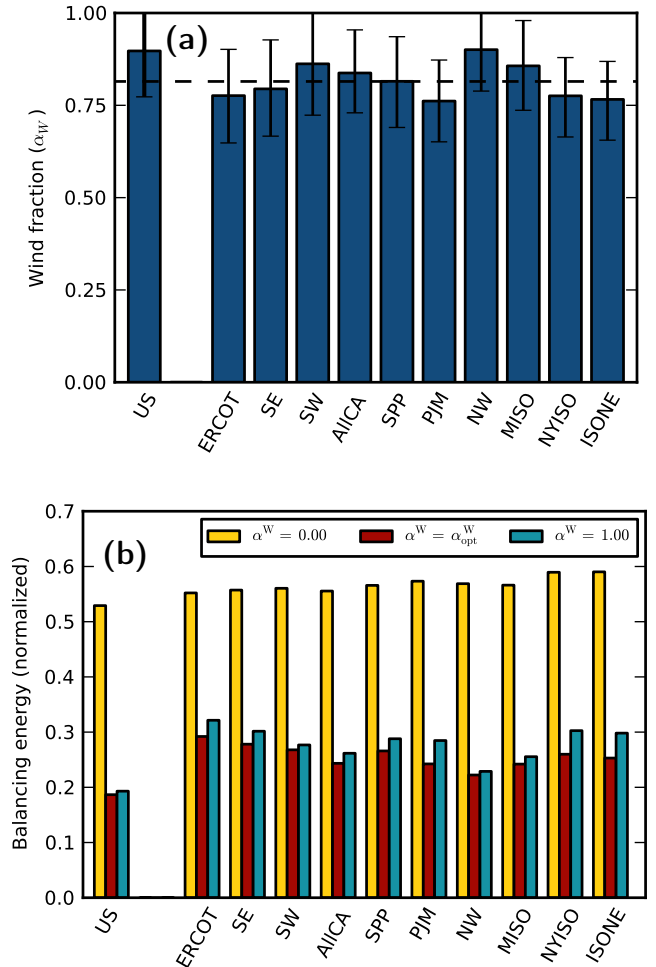 (a)
Wind fraction (α_W)
1.00
0.75
0.50
0.25
0.00
US ERCOT SE SW AllCA SPP PJM NW MISO NYISO ISONE
(b)
Balancing energy (normalized)
α^W = 0.00 α^W = α^W_opt α^W = 1.00
0.7
0.6
0.5
0.4
0.3
0.2
0.1
0.0
US ERCOT SE SW AllCA SPP PJM NW MISO NYISO ISONE